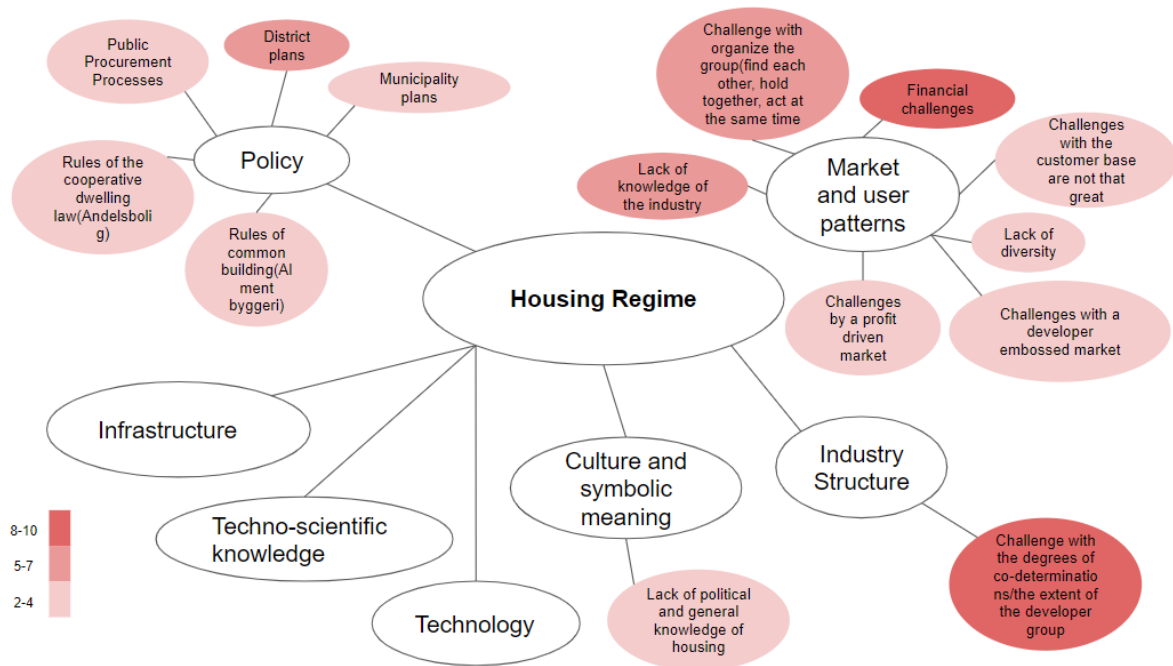 Public
Procurement
Processes
District
plans
Municipality
plans
Policy
Rules of the
cooperative
dwelling
law(Andelsboli
g)
Rules of
common
building(Al
ment
byggeri)
Challenge with
organize the
group(find each
other, hold
together, act at
the same time
Financial
challenges
Challenges
with the
customer base
are not that
great
Lack of
knowledge of
the industry
Market
and user
patterns
Lack of
diversity
Challenges
by a profit
driven
market
Challenges with a
developer
embossed market
Housing Regime
Infrastructure
Techno-scientific
knowledge
Technology
Culture and
symbolic
meaning
Lack of political
and general
knowledge of
housing
Industry
Structure
Challenge with
the degrees of
co-determinatio
ns/the extent of
the developer
group
8-10
5-7
2-4